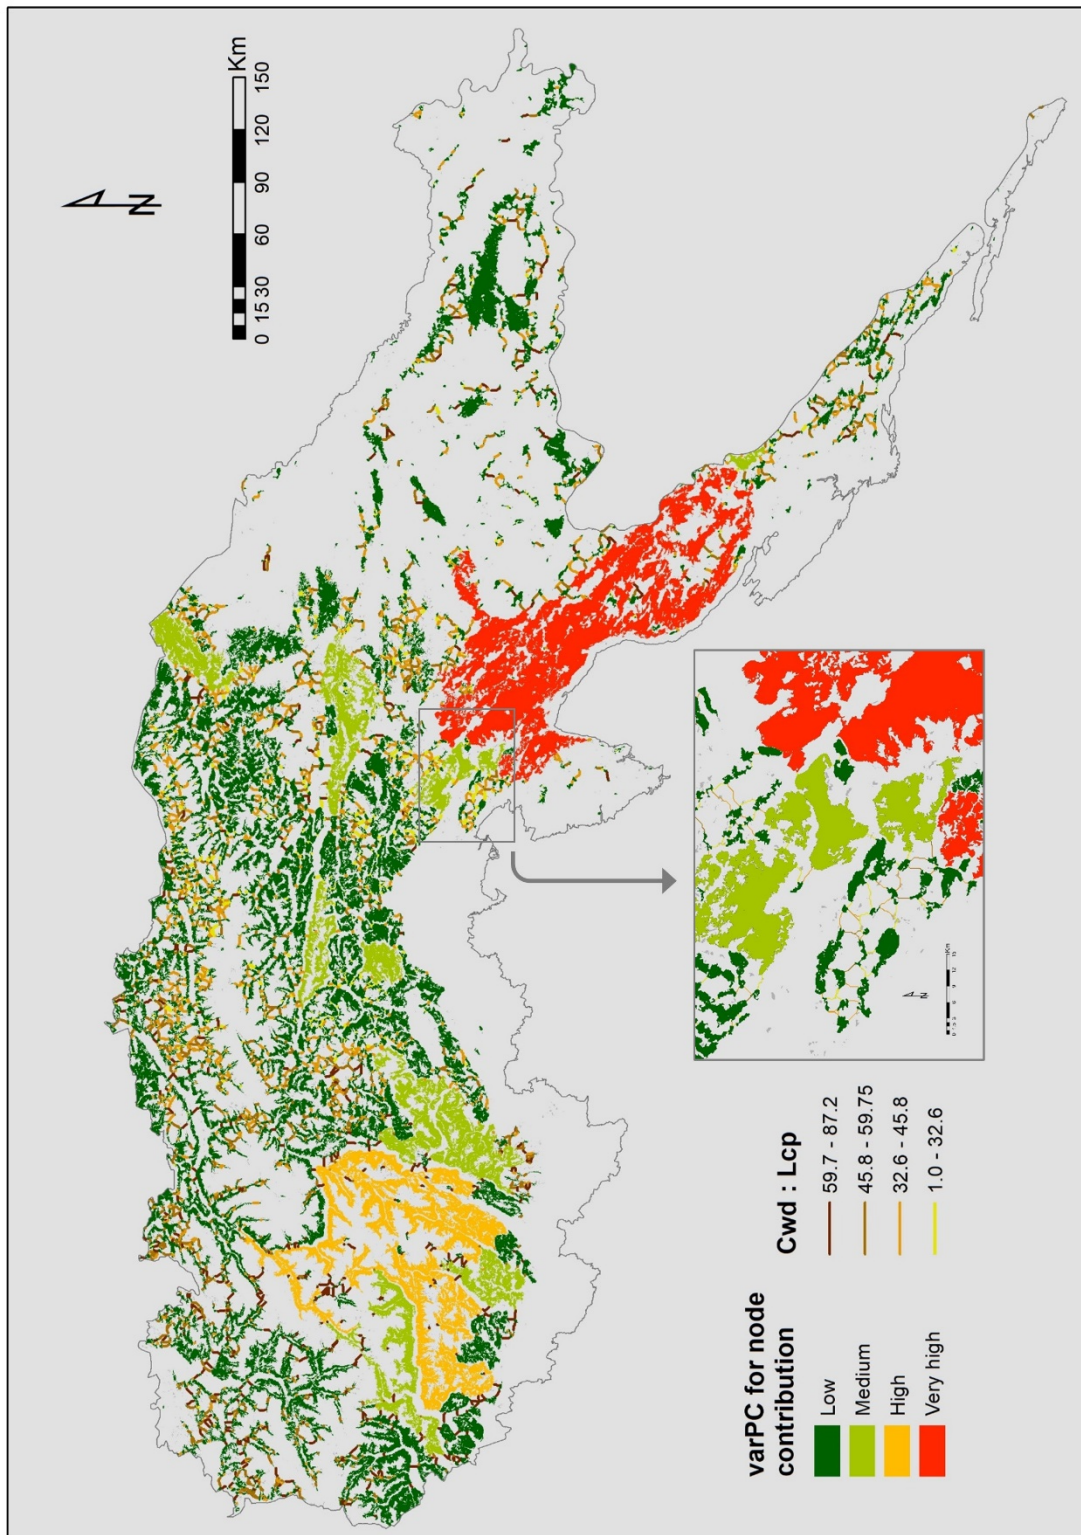 N
0 15 30 60 90 120 150
Km
varPC for node
contribution
Low
Medium
High
Very high
Cwd : Lcp
59.7 - 87.2
45.8 - 59.75
32.6 - 45.8
1.0 - 32.6
N
Km